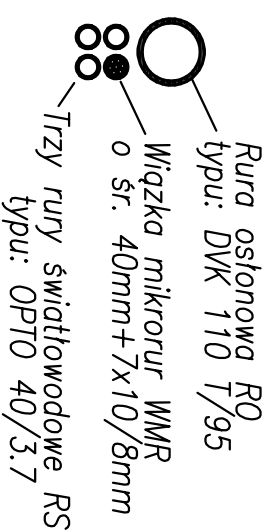 Rura osłonowa RO
typu: DVK 110 T/95
Wiązka mikrorur WMR
o śr. 40mm+7x10/8mm
Trzy rury światłowodowe RS
typu: OPTO 40/3.7